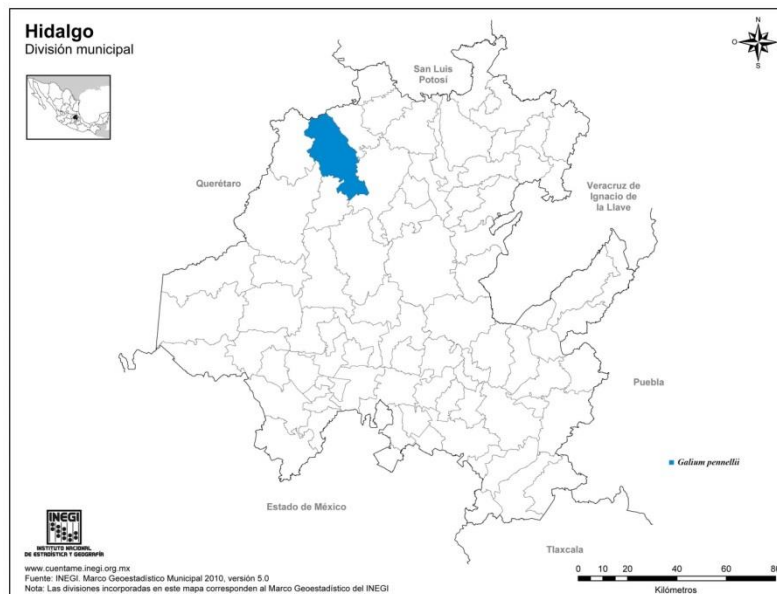 Hidalgo
División municipal
N
O
E
S
San Luis
Potosí
Querétaro
Veracruz de
Ignacio de
la Llave
Puebla
Galium pennellii
Estado de México
Tlaxcala
INEGI
INSTITUTO NACIONAL
DE ESTADÍSTICA Y GEOGRAFÍA
www.cuentame.inegi.org.mx
Fuente: INEGI. Marco Geoestadístico Municipal 2010, versión 5.0
Nota: Las divisiones incorporadas en este mapa corresponden al Marco Geoestadístico del INEGI
0 10 20 40 60 80
Kilómetros